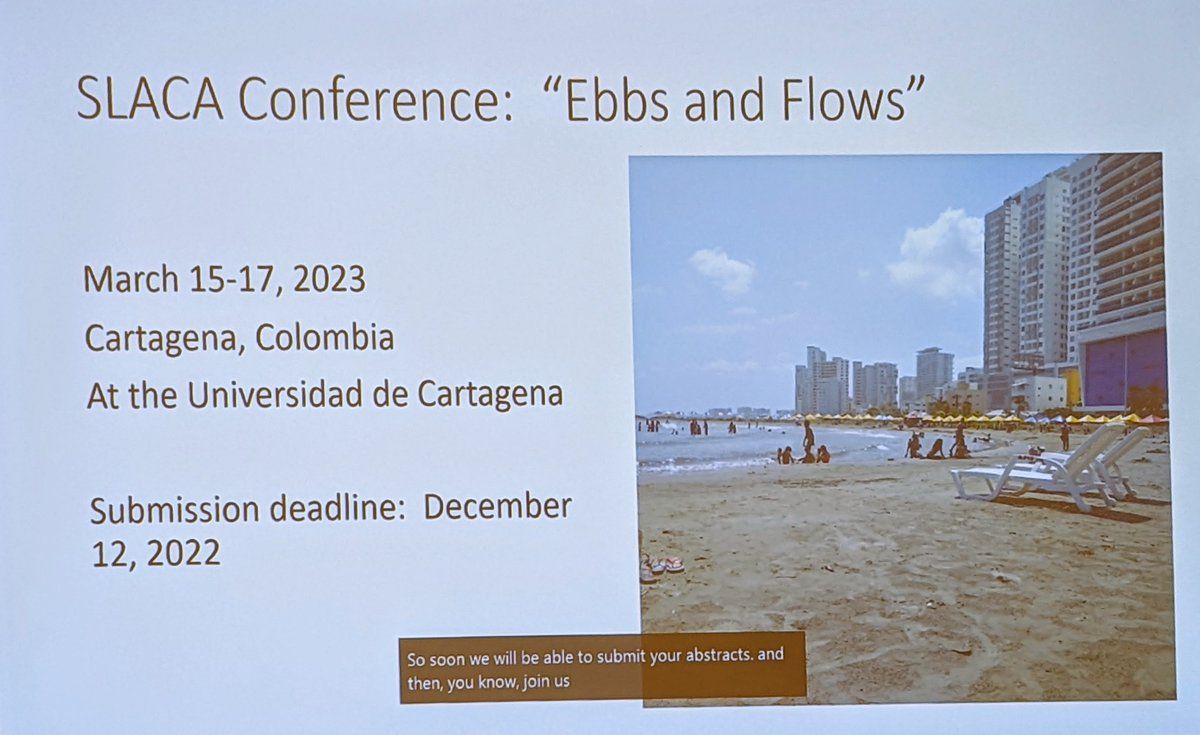 SLACA Conference: “Ebbs and Flows”
March 15-17, 2023
Cartagena, Colombia
At the Universidad de Cartagena
Submission deadline: December
12, 2022
So soon we will be able to submit your abstracts. and
then, you know, join us